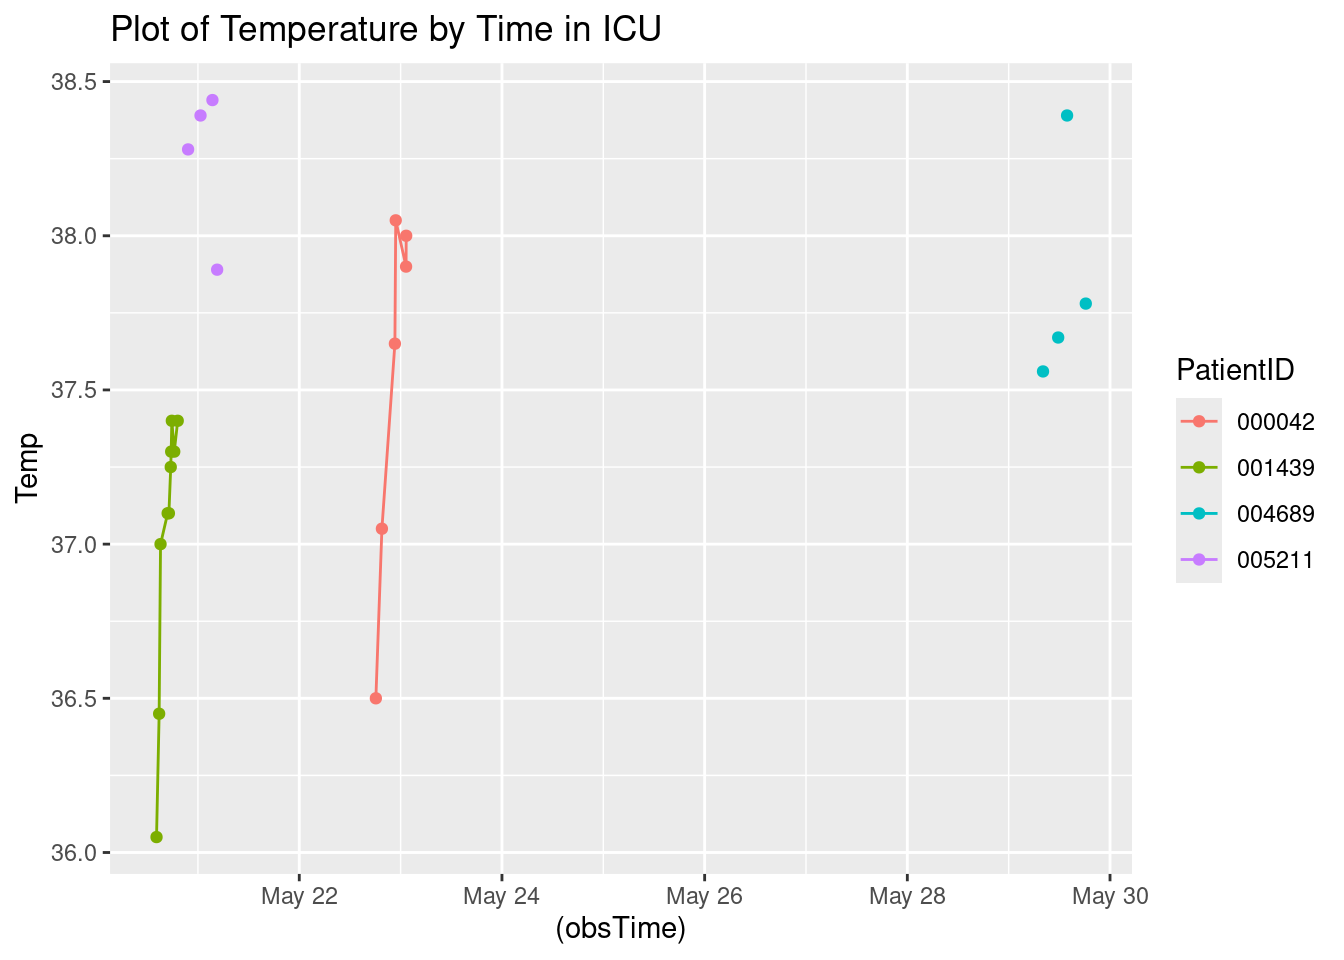 Plot of Temperature by Time in ICU
38.5
38.0
37.5
37.0
36.5
36.0
Temp
May 22
May 24
May 26
May 28
May 30
(obsTime)
PatientID
000042
001439
004689
005211